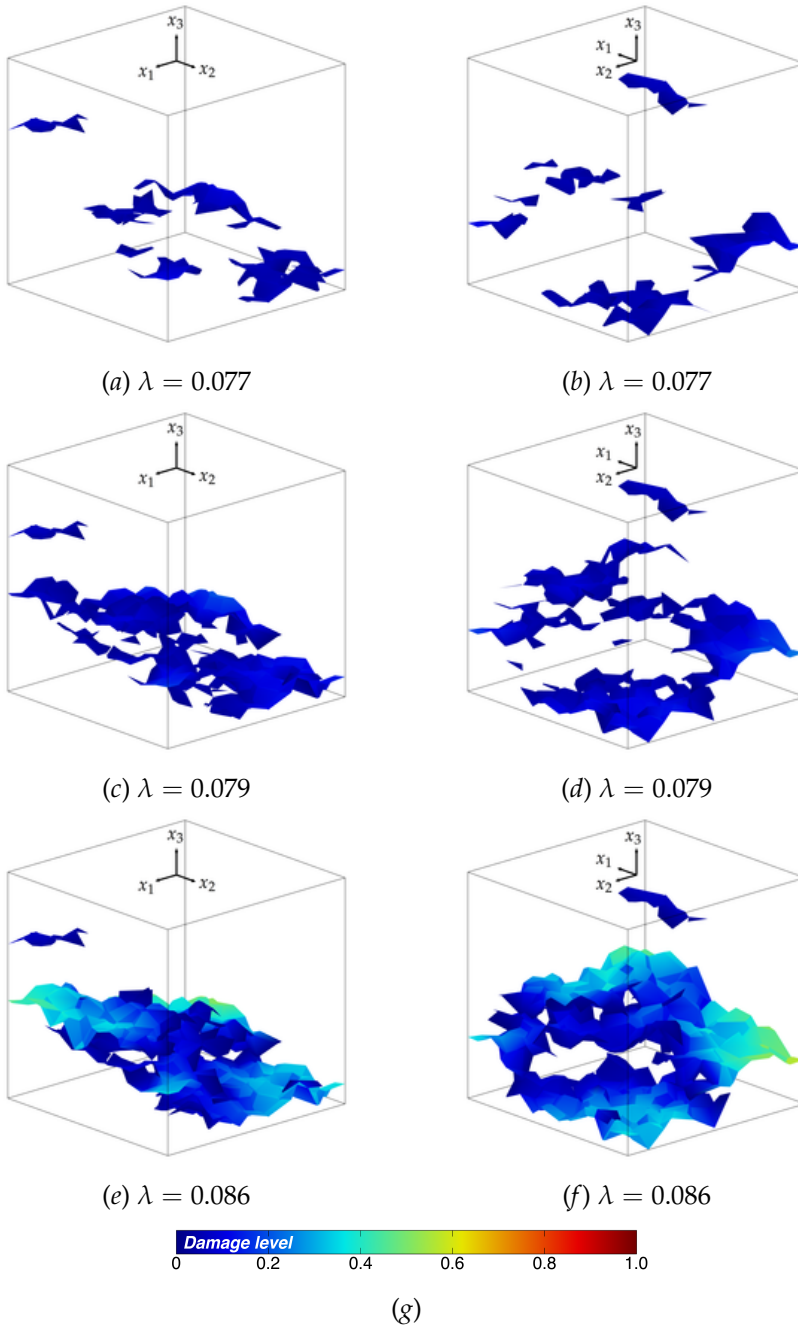 x3
x1 x2
x3
x1
x2
(a) λ = 0.077
(b) λ = 0.077
x3
x1 x2
x3
x1
x2
(c) λ = 0.079
(d) λ = 0.079
x3
x1 x2
x3
x1
x2
(e) λ = 0.086
(f) λ = 0.086
Damage level
0 0.2 0.4 0.6 0.8 1.0
(g)